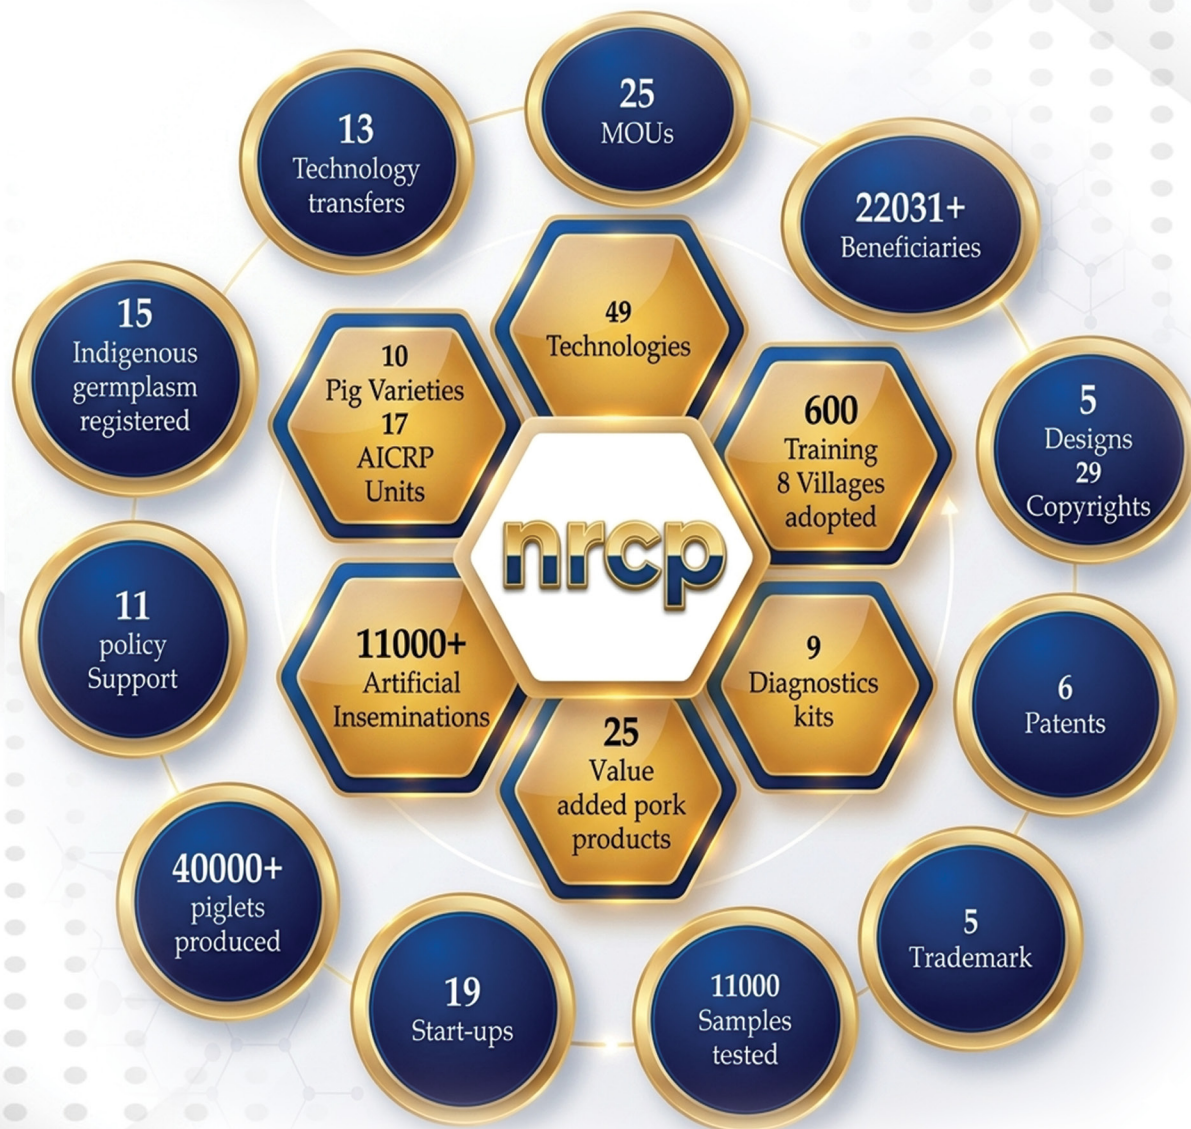 25
MOUs
13
Technology
transfers
22031+
Beneficiaries
15
Indigenous
germplasm
registered
49
Technologies
10
Pig Varieties
17
AICRP
Units
600
Training
8 Villages
adopted
5
Designs
29
Copyrights
nrcp
11
policy
Support
11000+
Artificial
Inseminations
9
Diagnostics
kits
6
Patents
25
Value
added pork
products
40000+
piglets
produced
5
Trademark
19
Start-ups
11000
Samples
tested